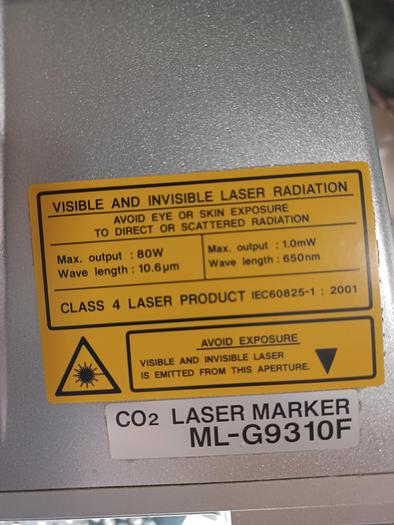 VISIBLE AND INVISIBLE LASER RADIATION
AVOID EYE OR SKIN EXPOSURE
TO DIRECT OR SCATTERED RADIATION
Max. output : 80W
Wave length : 10.6μm
Max. output : 1.0mW
Wave length : 650nm
CLASS 4 LASER PRODUCT IEC60825-1 : 2001
AVOID EXPOSURE
VISIBLE AND INVISIBLE LASER
IS EMITTED FROM THIS APERTURE.
CO2 LASER MARKER
ML-G9310F